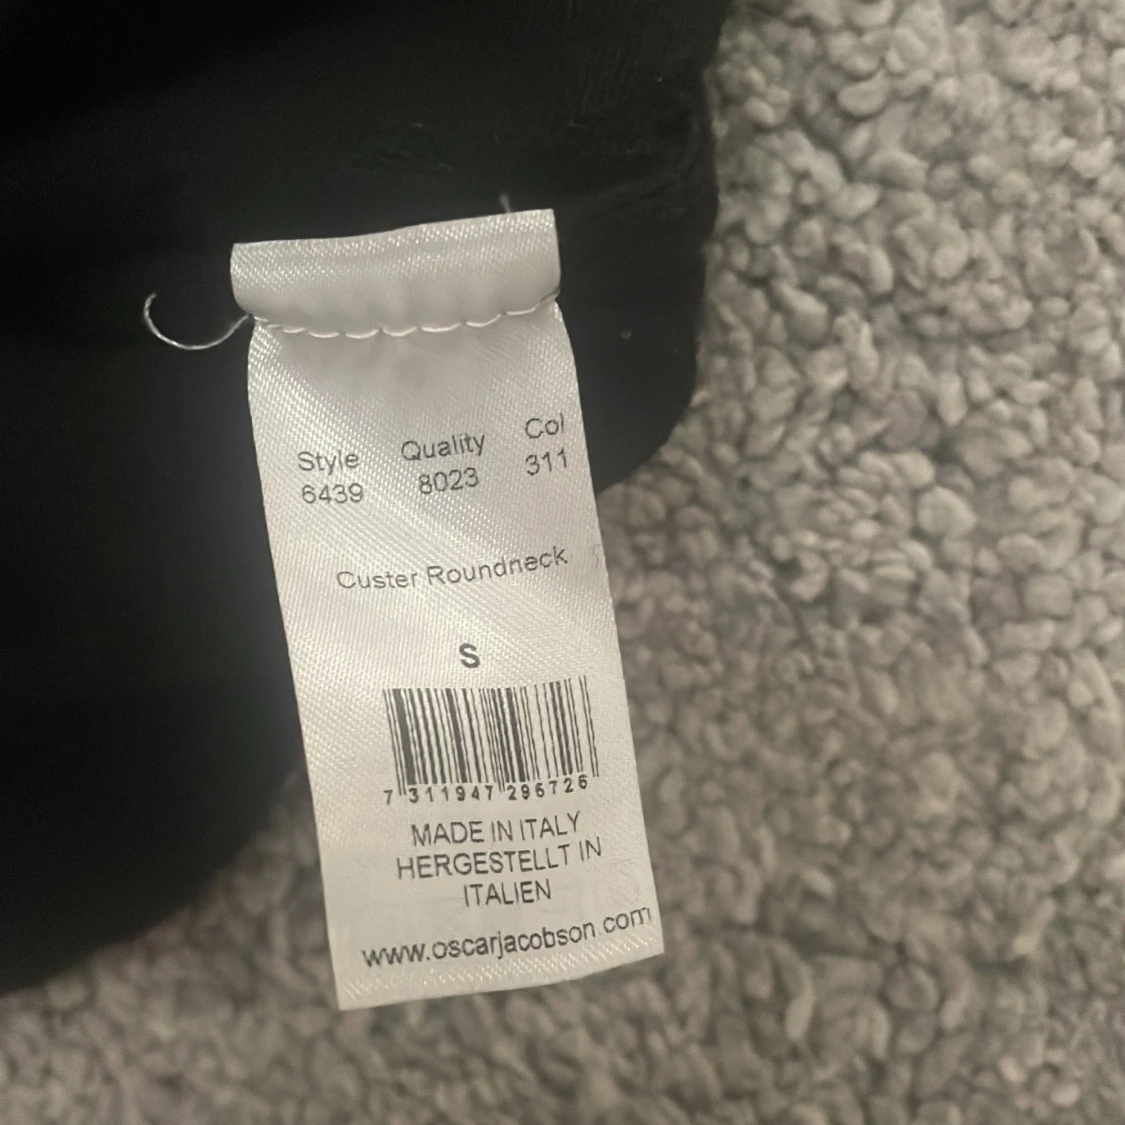 Style Quality Col
6439 8023 311
Custer Roundneck
S
7 311947 296726
MADE IN ITALY
HERGESTELLT IN
ITALIEN
www.oscarjacobson.com